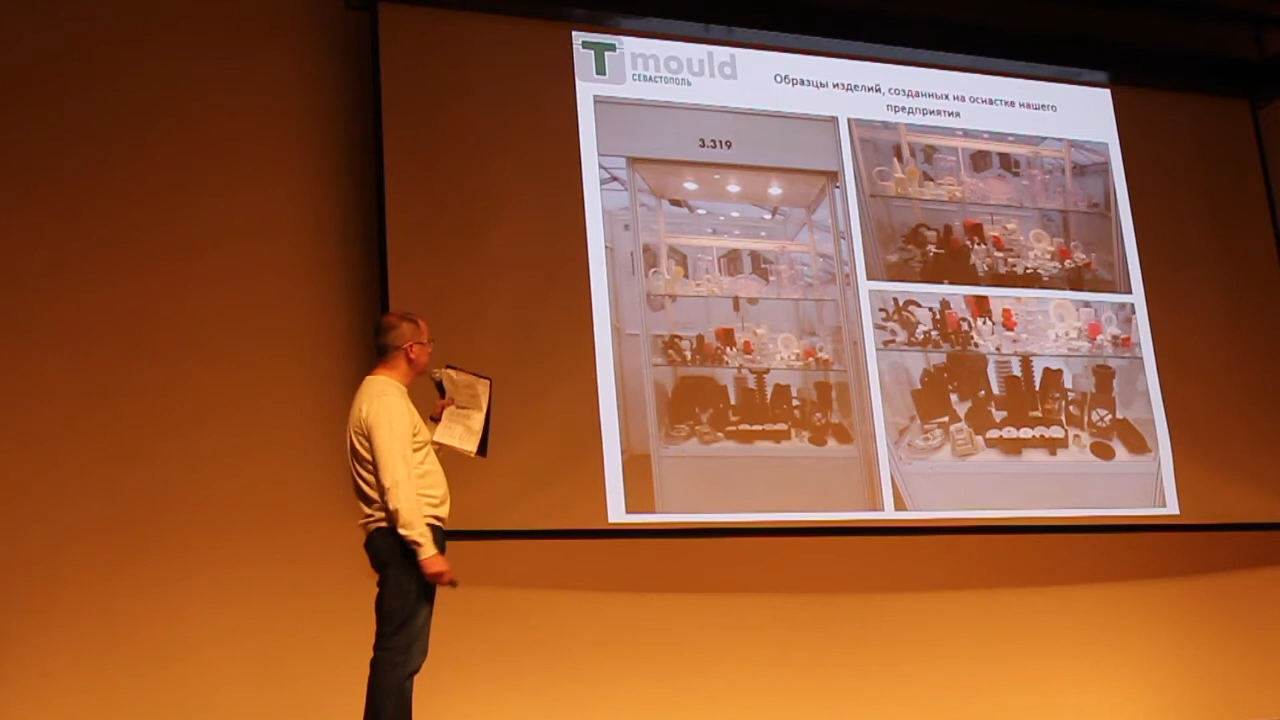 T mould
СЕВАСТОПОЛЬ
Образцы изделий, созданных на оснастке нашего
предприятия
3.319